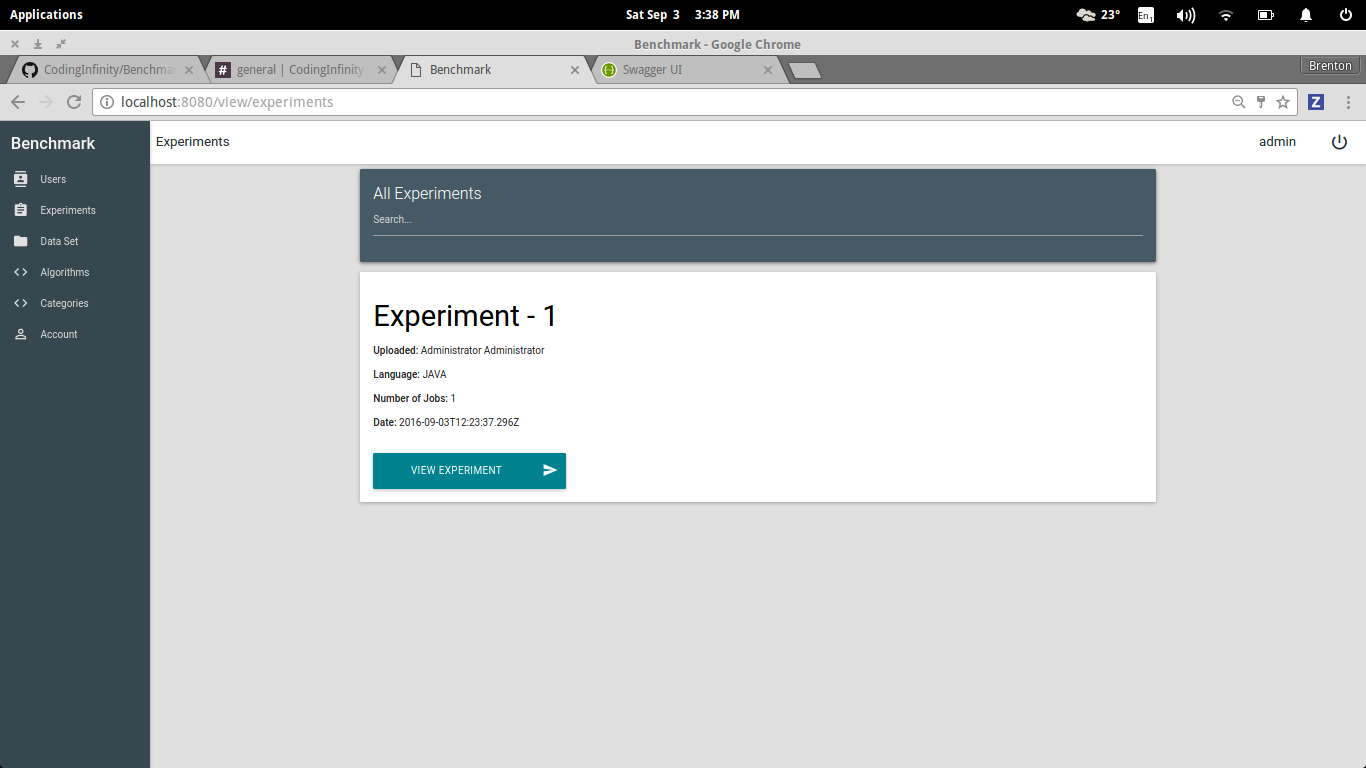 Applications
Sat Sep 3 3:38 PM
23°
En1
Benchmark - Google Chrome
CodingInfinity/Benchma
general | CodingInfinity
Benchmark
Swagger UI
Brenton
localhost:8080/view/experiments
Z
Benchmark
Experiments
admin
Users
Experiments
Data Set
Algorithms
Categories
Account
All Experiments
Search...
Experiment - 1
Uploaded: Administrator Administrator
Language: JAVA
Number of Jobs: 1
Date: 2016-09-03T12:23:37.296Z
VIEW EXPERIMENT